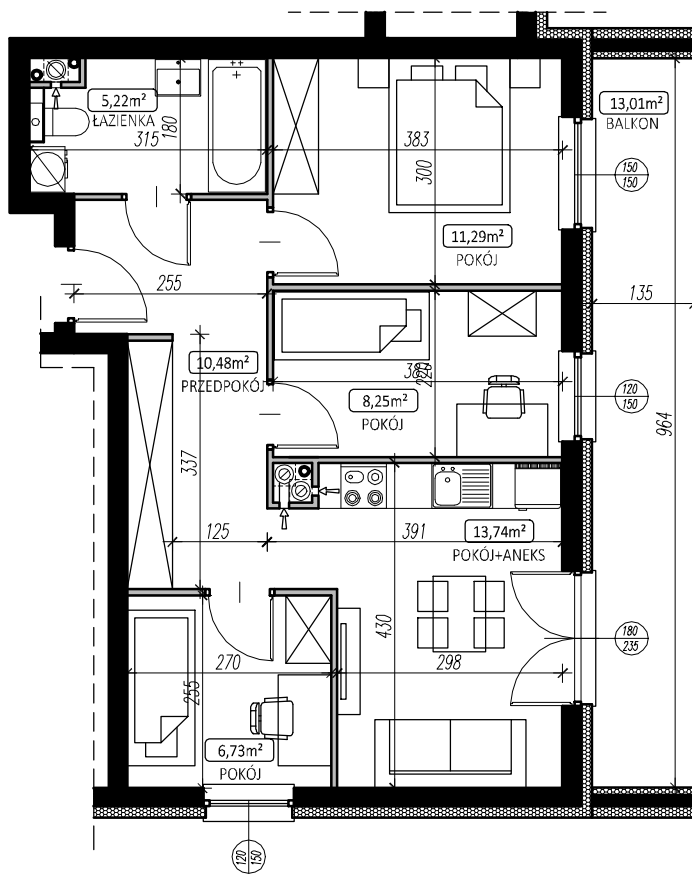 5,22m²
ŁAZIENKA
315
180
383
300
11,29m²
POKÓJ
13,01m²
BALKON
150
150
255
135
10,48m²
PRZEDPOKÓJ
220
8,25m²
POKÓJ
120
150
964
337
125
391
13,74m²
POKÓJ+ANEKS
430
180
235
270
298
255
6,73m²
POKÓJ
120
150